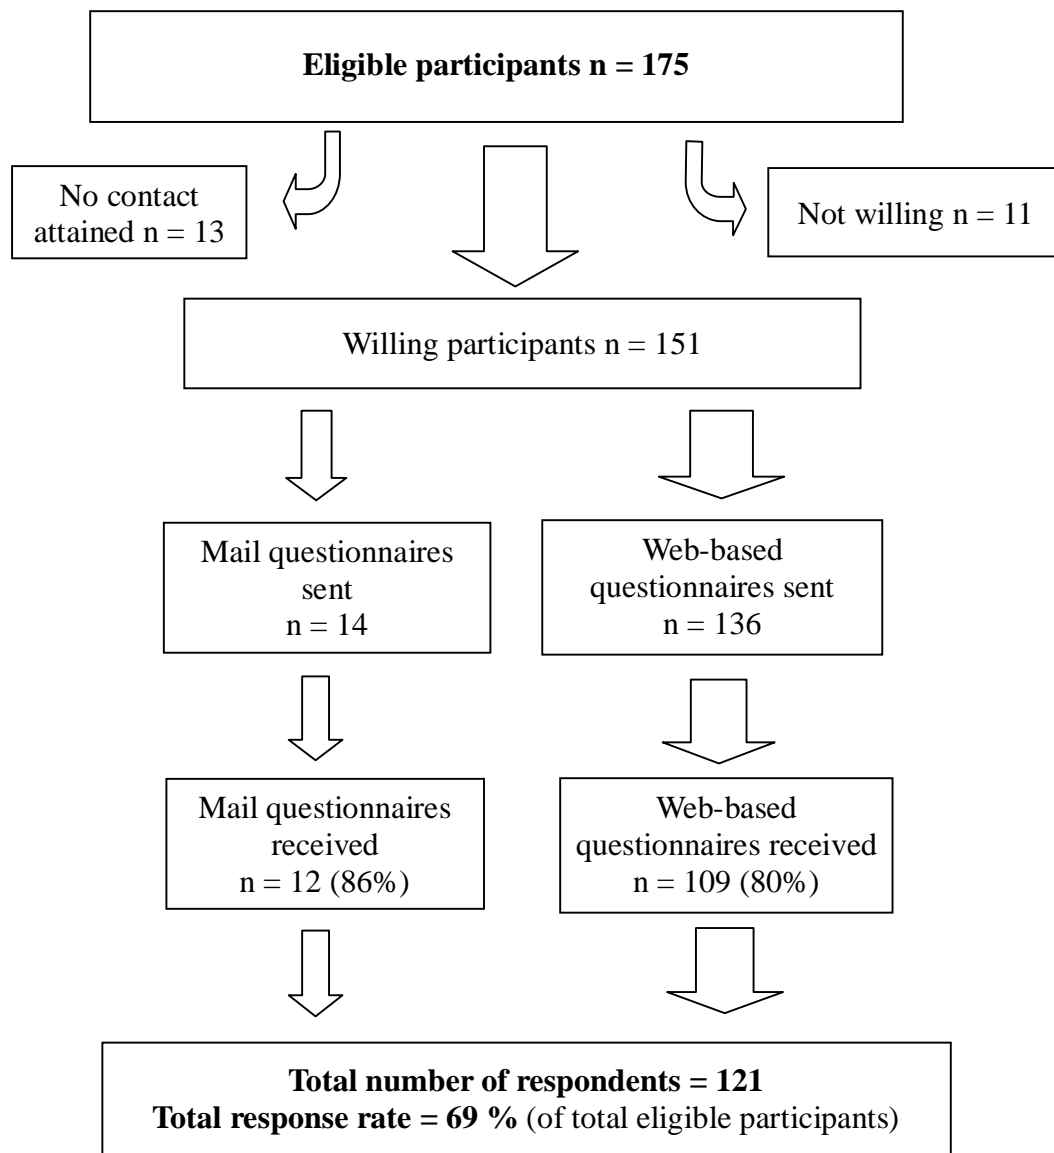 Eligible participants n = 175
No contact
attained n = 13
Not willing n = 11
Willing participants n = 151
Mail questionnaires
sent
n = 14
Web-based
questionnaires sent
n = 136
Mail questionnaires
received
n = 12 (86%)
Web-based
questionnaires received
n = 109 (80%)
Total number of respondents = 121
Total response rate = 69 % (of total eligible participants)